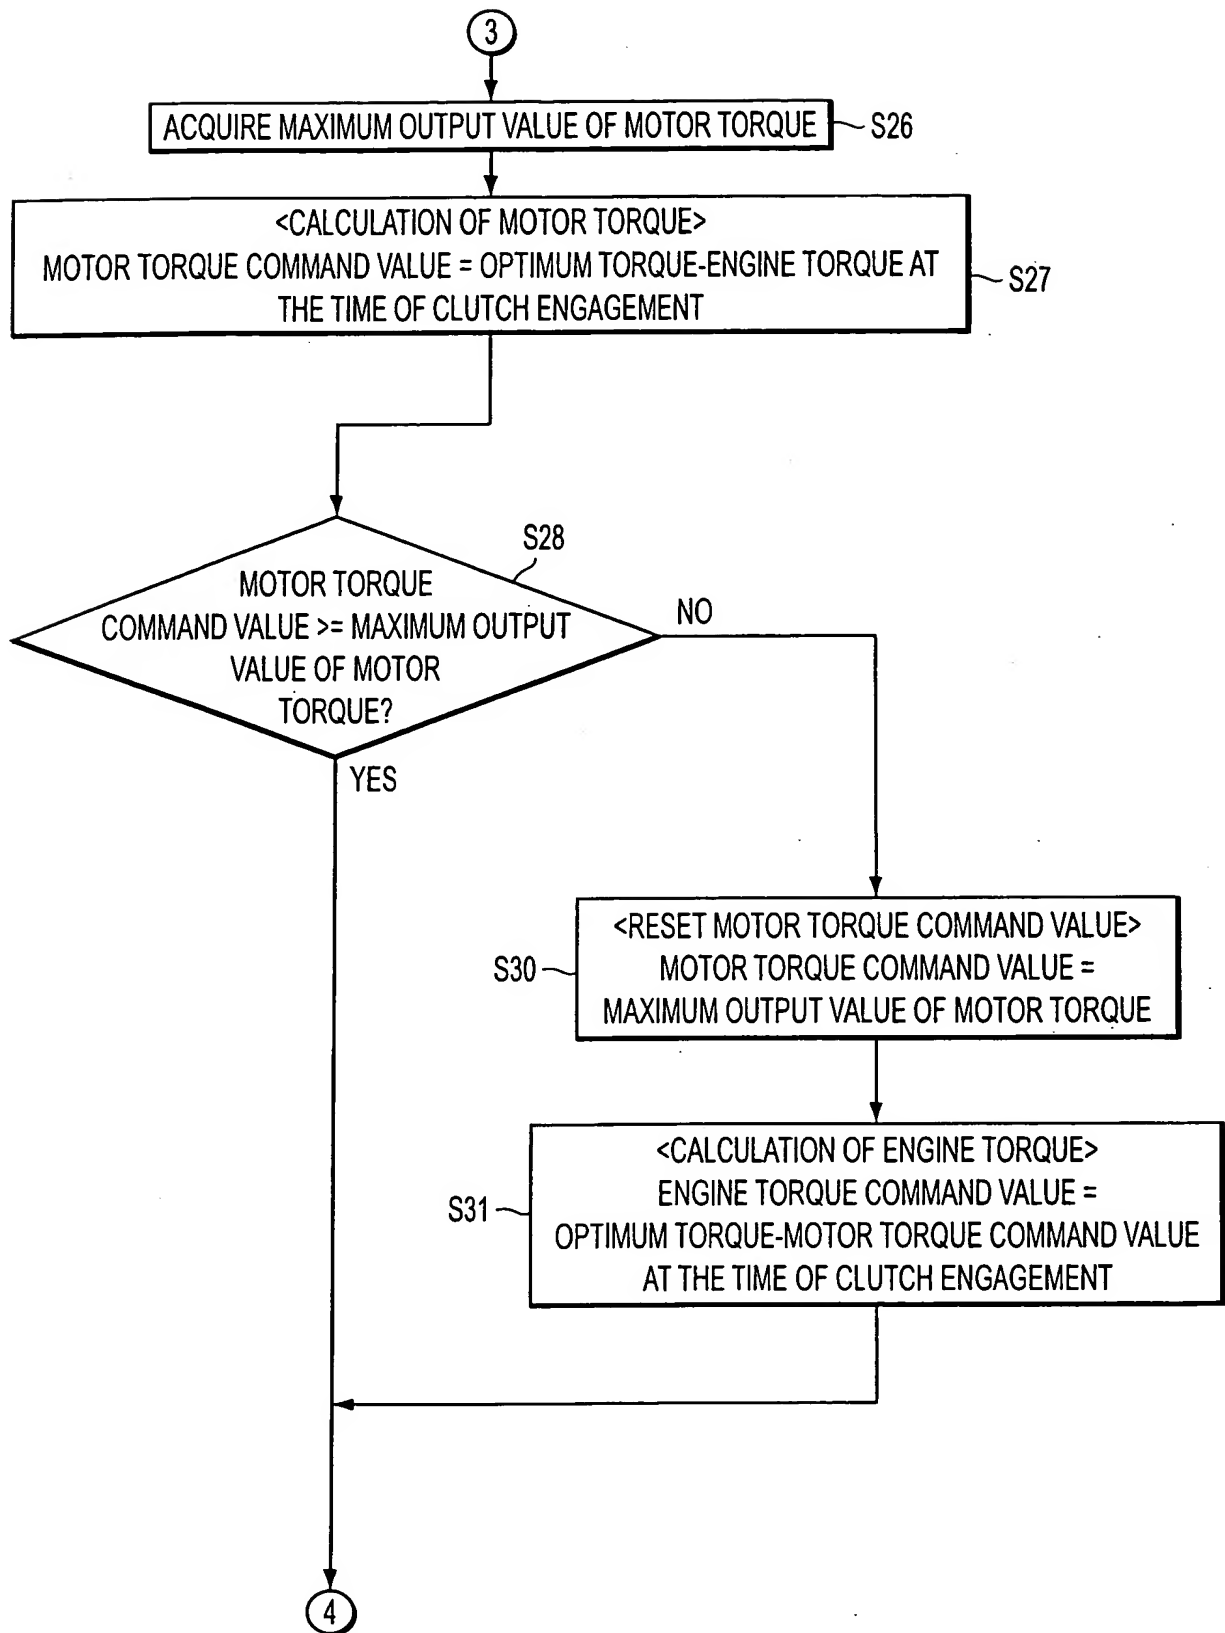 3
ACQUIRE MAXIMUM OUTPUT VALUE OF MOTOR TORQUE
S26
<CALCULATION OF MOTOR TORQUE>
MOTOR TORQUE COMMAND VALUE = OPTIMUM TORQUE-ENGINE TORQUE AT
THE TIME OF CLUTCH ENGAGEMENT
S27
S28
MOTOR TORQUE
COMMAND VALUE >= MAXIMUM OUTPUT
VALUE OF MOTOR
TORQUE?
NO
YES
<RESET MOTOR TORQUE COMMAND VALUE>
MOTOR TORQUE COMMAND VALUE =
MAXIMUM OUTPUT VALUE OF MOTOR TORQUE
S30
<CALCULATION OF ENGINE TORQUE>
ENGINE TORQUE COMMAND VALUE =
OPTIMUM TORQUE-MOTOR TORQUE COMMAND VALUE
AT THE TIME OF CLUTCH ENGAGEMENT
S31
4